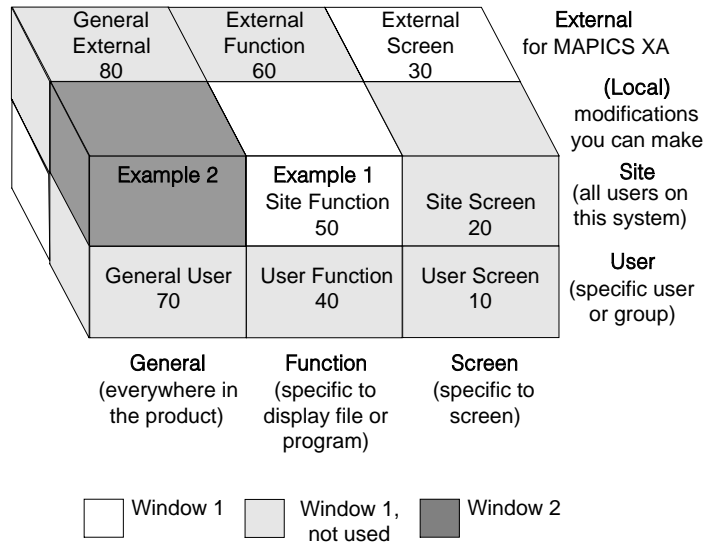 General
External
80
External
Function
60
External
Screen
30
External
for MAPICS XA
(Local)
modifications
you can make
Example 2
Example 1
Site Function
50
Site Screen
20
Site
(all users on
this system)
General User
70
User Function
40
User Screen
10
User
(specific user
or group)
General
(everywhere in
the product)
Function
(specific to
display file or
program)
Screen
(specific to
screen)
Window 1
Window 1,
not used
Window 2